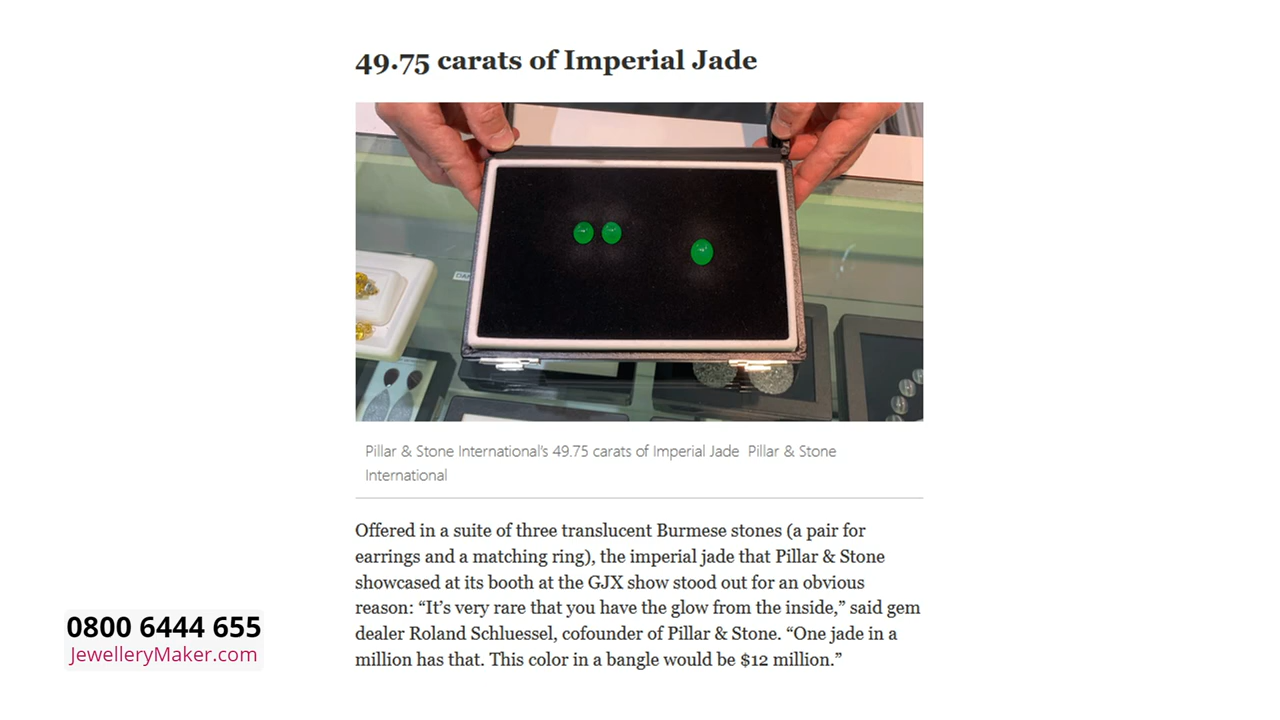 49.75 carats of Imperial Jade
Pillar & Stone International's 49.75 carats of Imperial Jade  Pillar & Stone
International
Offered in a suite of three translucent Burmese stones (a pair for
earrings and a matching ring), the imperial jade that Pillar & Stone
showcased at its booth at the GJX show stood out for an obvious
reason: “It’s very rare that you have the glow from the inside,” said gem
dealer Roland Schluessel, cofounder of Pillar & Stone. “One jade in a
million has that. This color in a bangle would be $12 million.”
0800 6444 655
JewelleryMaker.com